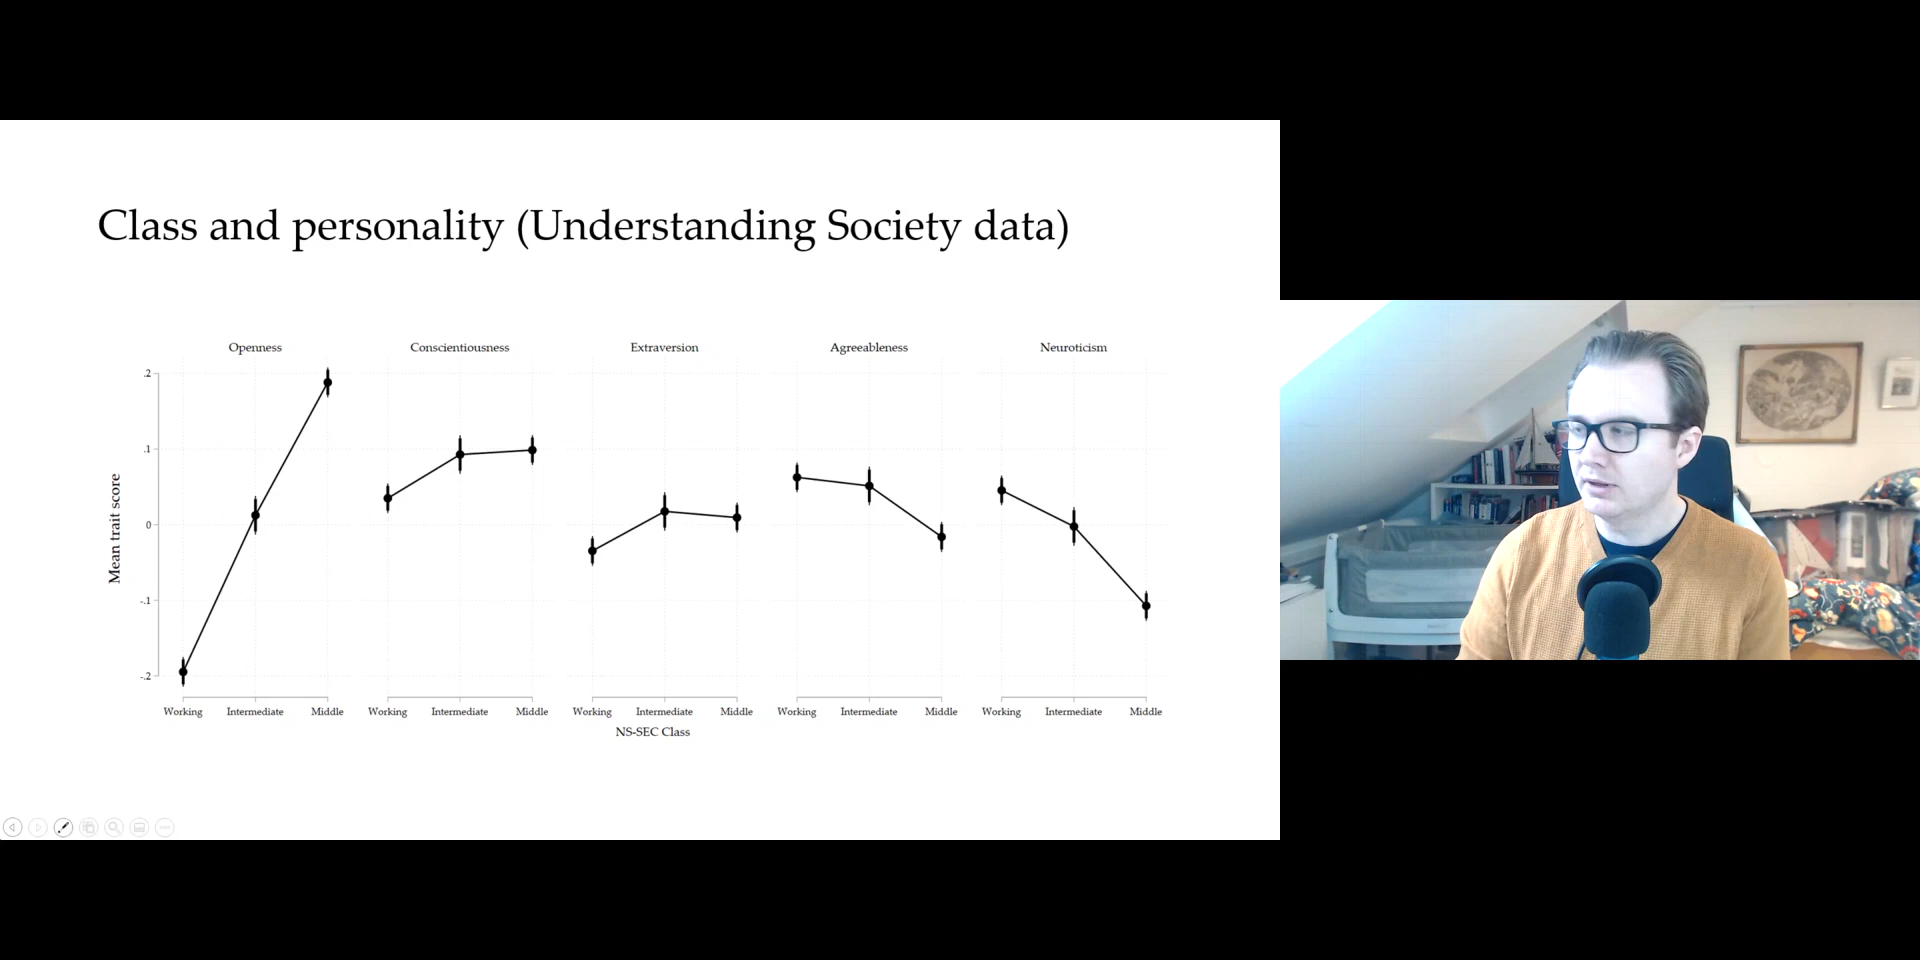 Class and personality (Understanding Society data)
Openness Conscientiousness Extraversion Agreeableness Neuroticism
.2
.1
0
-.1
-.2
Mean trait score
Working Intermediate Middle Working Intermediate Middle Working Intermediate Middle Working Intermediate Middle Working Intermediate Middle
NS-SEC Class